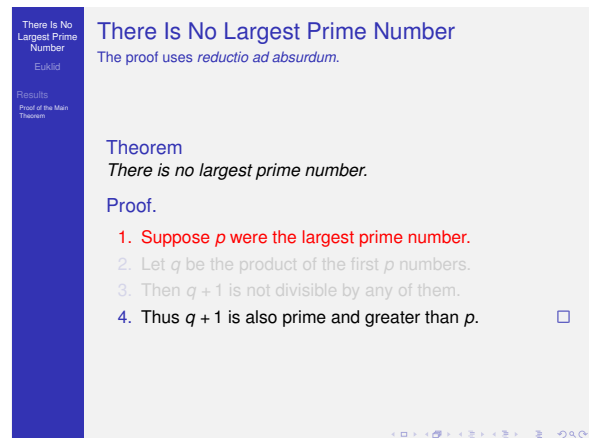 There Is No
Largest Prime
Number
Euklid
Results
Proof of the Main
Theorem
There Is No Largest Prime Number
The proof uses reductio ad absurdum.
Theorem
There is no largest prime number.
Proof.
1. Suppose p were the largest prime number.
2. Let q be the product of the first p numbers.
3. Then q + 1 is not divisible by any of them.
4. Thus q + 1 is also prime and greater than p. □